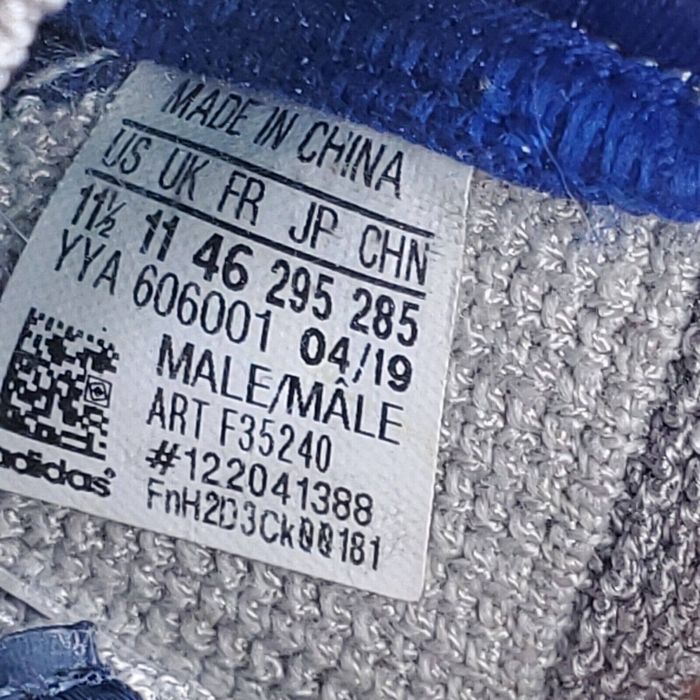 MADE IN CHINA
US UK FR JP CHN
11½ 11 46 295 285
YYA 606001 04/19
MALE/MÂLE
ART F35240
#122041388
FnH2D3Ck00181
adidas®